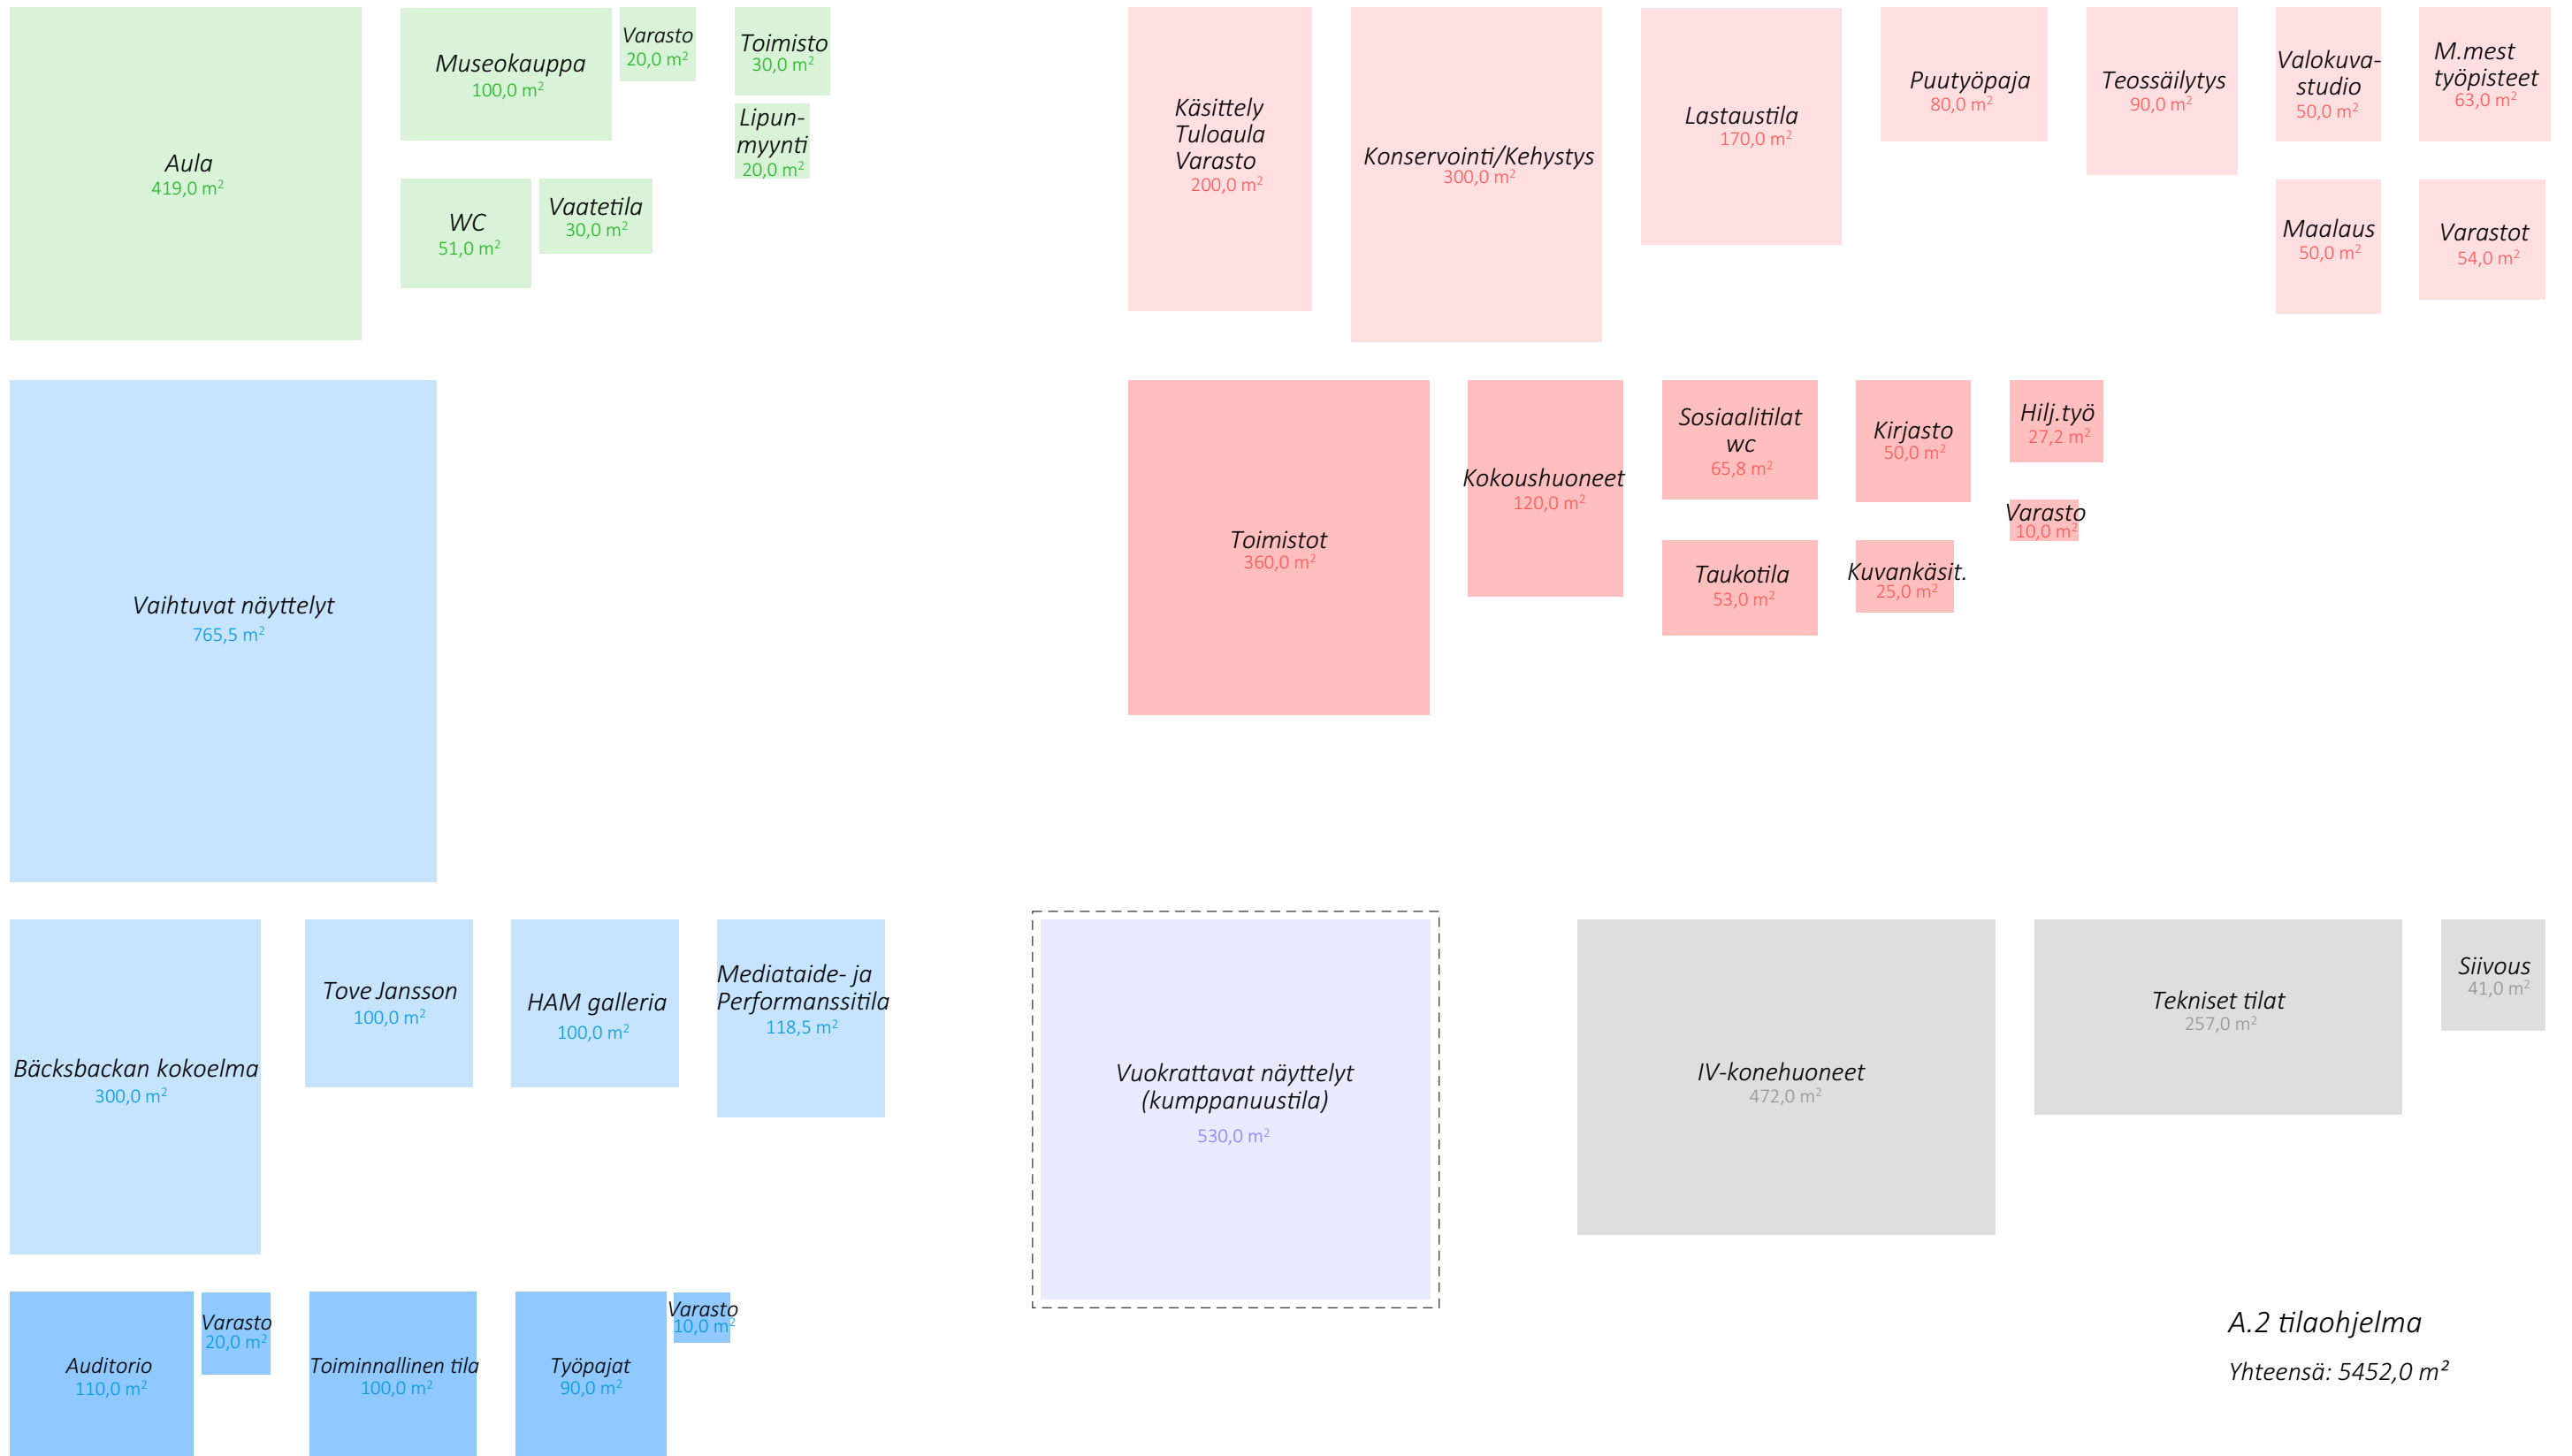 Aula
419,0 m²
Museokauppa
100,0 m²
Varasto
20,0 m²
Toimisto
30,0 m²
Lipun-
myynti
20,0 m²
WC
51,0 m²
Vaatetila
30,0 m²
Käsittely
Tuloaula
Varasto
200,0 m²
Konservointi/Kehystys
300,0 m²
Lastaustila
170,0 m²
Puutyöpaja
80,0 m²
Teossäilytys
90,0 m²
Valokuva-
studio
50,0 m²
M.mest
työpisteet
63,0 m²
Maalaus
50,0 m²
Varastot
54,0 m²
Vaihtuvat näyttelyt
765,5 m²
Toimistot
360,0 m²
Kokoushuoneet
120,0 m²
Sosiaalitilat
wc
65,8 m²
Kirjasto
50,0 m²
Hilj.työ
27,2 m²
Varasto
10,0 m²
Taukotila
53,0 m²
Kuvankäsit.
25,0 m²
Bäcksbackan kokoelma
300,0 m²
Tove Jansson
100,0 m²
HAM galleria
100,0 m²
Mediataide- ja
Performanssitila
118,5 m²
Vuokrattavat näyttelyt
(kumppanuustila)
530,0 m²
IV-konehuoneet
472,0 m²
Tekniset tilat
257,0 m²
Siivous
41,0 m²
Auditorio
110,0 m²
Varasto
20,0 m²
Toiminnallinen tila
100,0 m²
Työpajat
90,0 m²
Varasto
10,0 m²
A.2 tilaohjelma
Yhteensä: 5452,0 m²